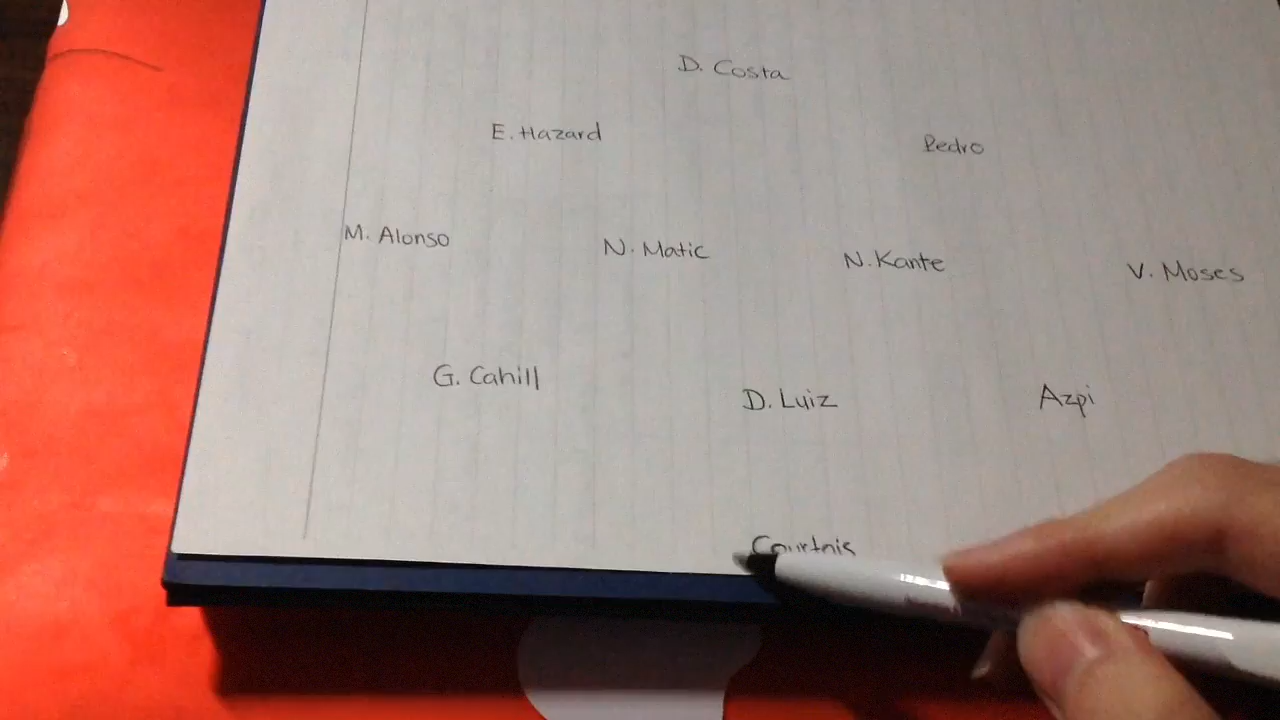 D. Costa
E. Hazard
Pedro
M. Alonso
N. Matic
N. Kante
V. Moses
G. Cahill
D. Luiz
Azpi
Courtois